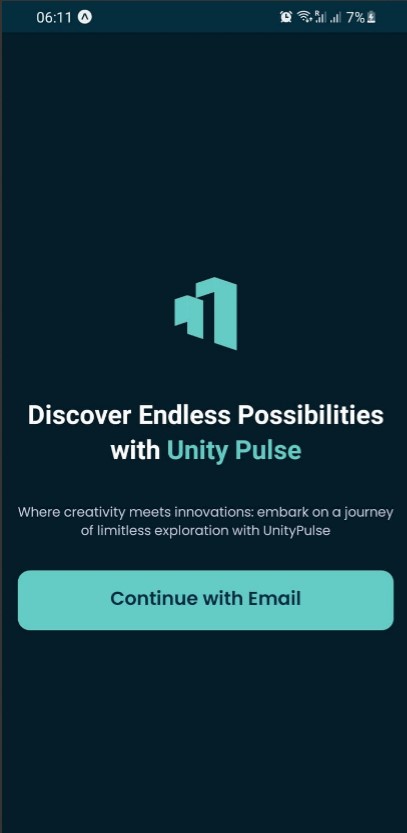 06:11
R
7%
Discover Endless Possibilities
with Unity Pulse
Where creativity meets innovations: embark on a journey
of limitless exploration with UnityPulse
Continue with Email